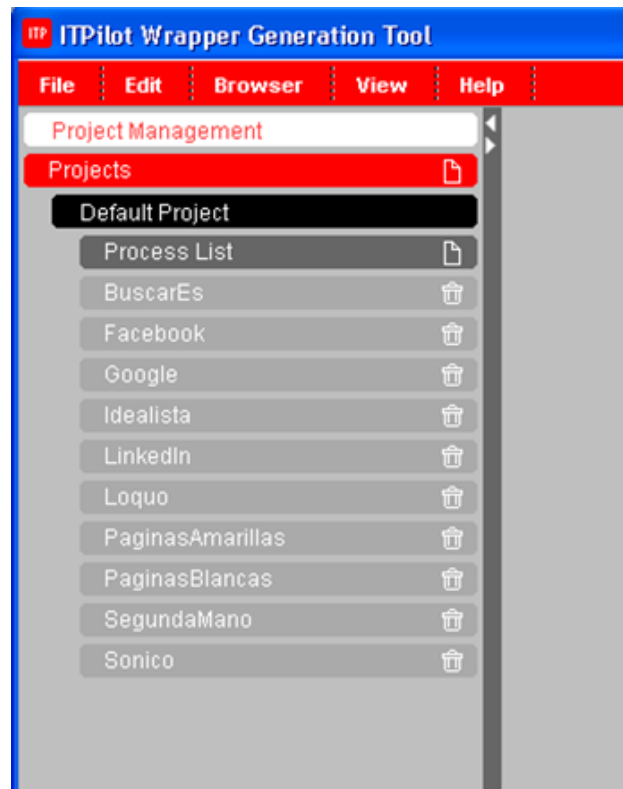 ITP ITPilot Wrapper Generation Tool
File Edit Browser View Help
Project Management
Projects
Default Project
Process List
BuscarEs
Facebook
Google
Idealista
LinkedIn
Loquo
PaginasAmarillas
PaginasBlancas
SegundaMano
Sonico